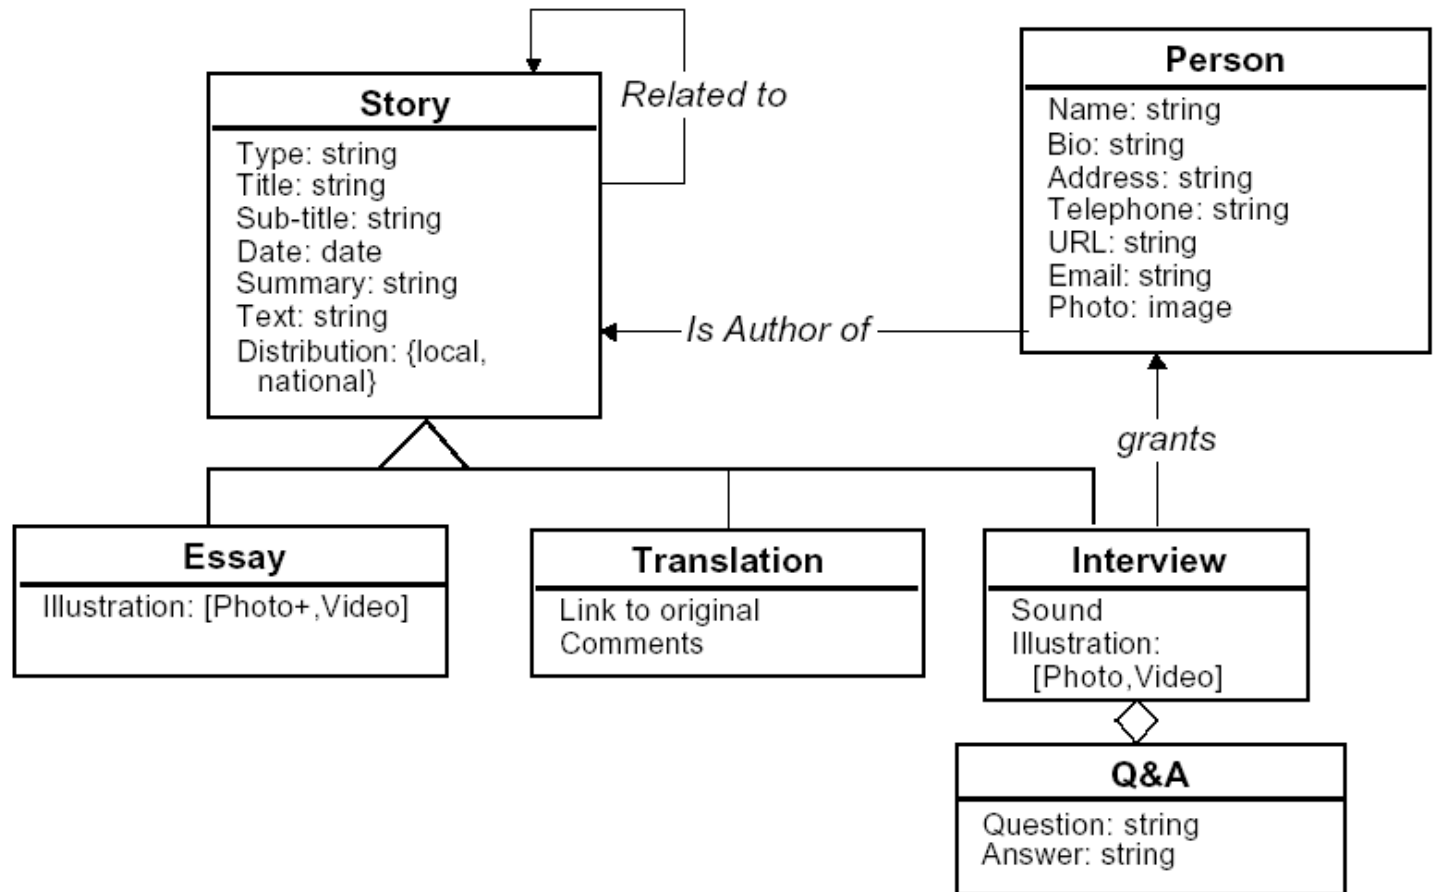 Story
Type: string
Title: string
Sub-title: string
Date: date
Summary: string
Text: string
Distribution: {local,
national}
Related to
Person
Name: string
Bio: string
Address: string
Telephone: string
URL: string
Email: string
Photo: image
Is Author of
grants
Essay
Illustration: [Photo+,Video]
Translation
Link to original
Comments
Interview
Sound
Illustration:
[Photo,Video]
Q&A
Question: string
Answer: string